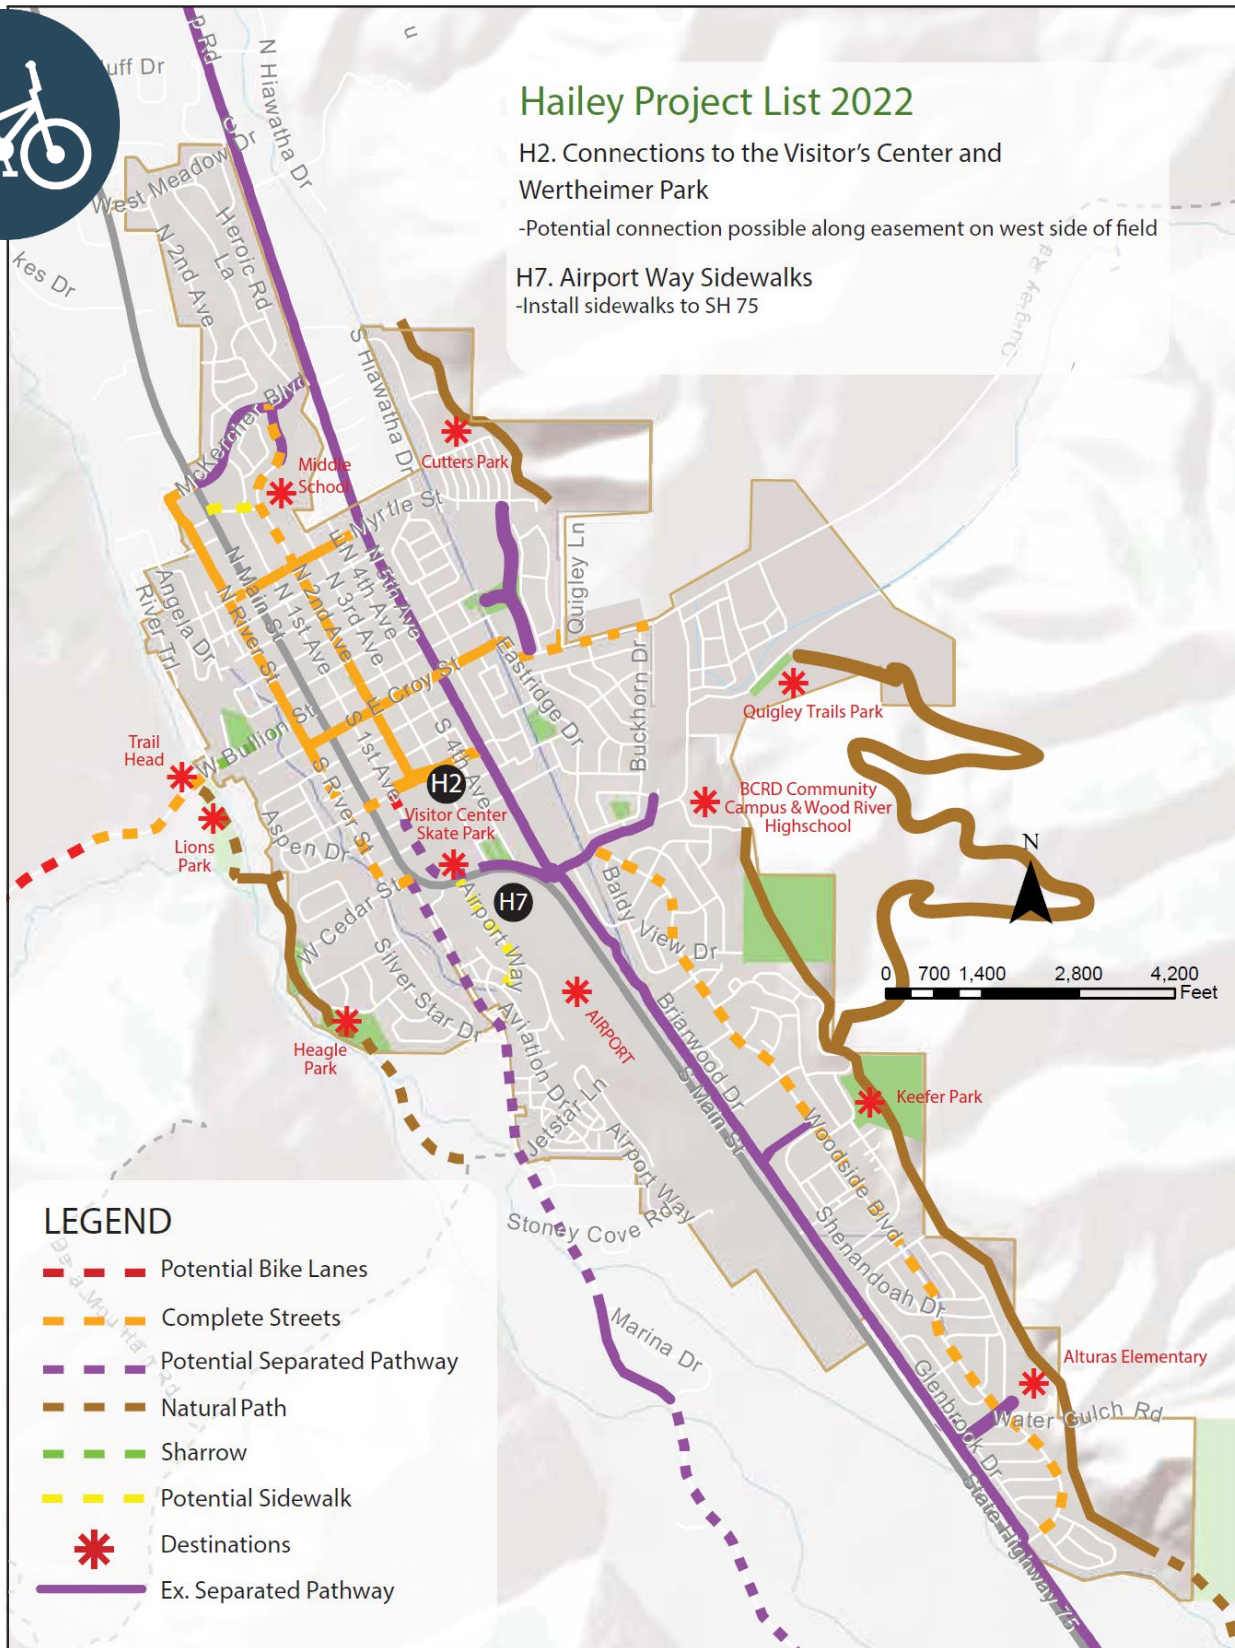 Hailey Project List 2022
H2. Connections to the Visitor's Center and
Wertheimer Park
-Potential connection possible along easement on west side of field
H7. Airport Way Sidewalks
-Install sidewalks to SH 75
uff Dr
p Rd
N Hiawatha Dr
u
West Meadow Dr
kes Dr
N 2nd Ave
Heroic Rd
La
S Hiawatha Dr
Quigley Rd
McKercher Blvd
Middle
School
Cutters Park
E Myrtle St
Quigley Ln
N Main St
N River St
N 1st Ave
N 2nd Ave
N 3rd Ave
N 4th Ave
N 5th Ave
Angela Dr
River Trl
Eastridge Dr
E Croy St
Buckhorn Dr
Quigley Trails Park
Trail
Head
W Bullion St
S 1st Ave
S 4th Ave
S River St
H2
Visitor Center
Skate Park
BCRD Community
Campus & Wood River
Highschool
Lions
Park
Aspen Dr
N
W Cedar St
H7
Airport Way
Baldy View Dr
Silver Star Dr
0 700 1,400 2,800 4,200
Feet
Heagle
Park
AIRPORT
Aviation Dr
Briarwood Dr
S Main St
Jetstar Ln
Airport Way
Keefer Park
Woodside Blvd
Stoney Cove Rd
Shenandoah Dr
Marina Dr
Glenbrook Dr
Alturas Elementary
Water Gulch Rd
State Highway 75
LEGEND
Potential Bike Lanes
Complete Streets
Potential Separated Pathway
Natural Path
Sharrow
Potential Sidewalk
Destinations
Ex. Separated Pathway